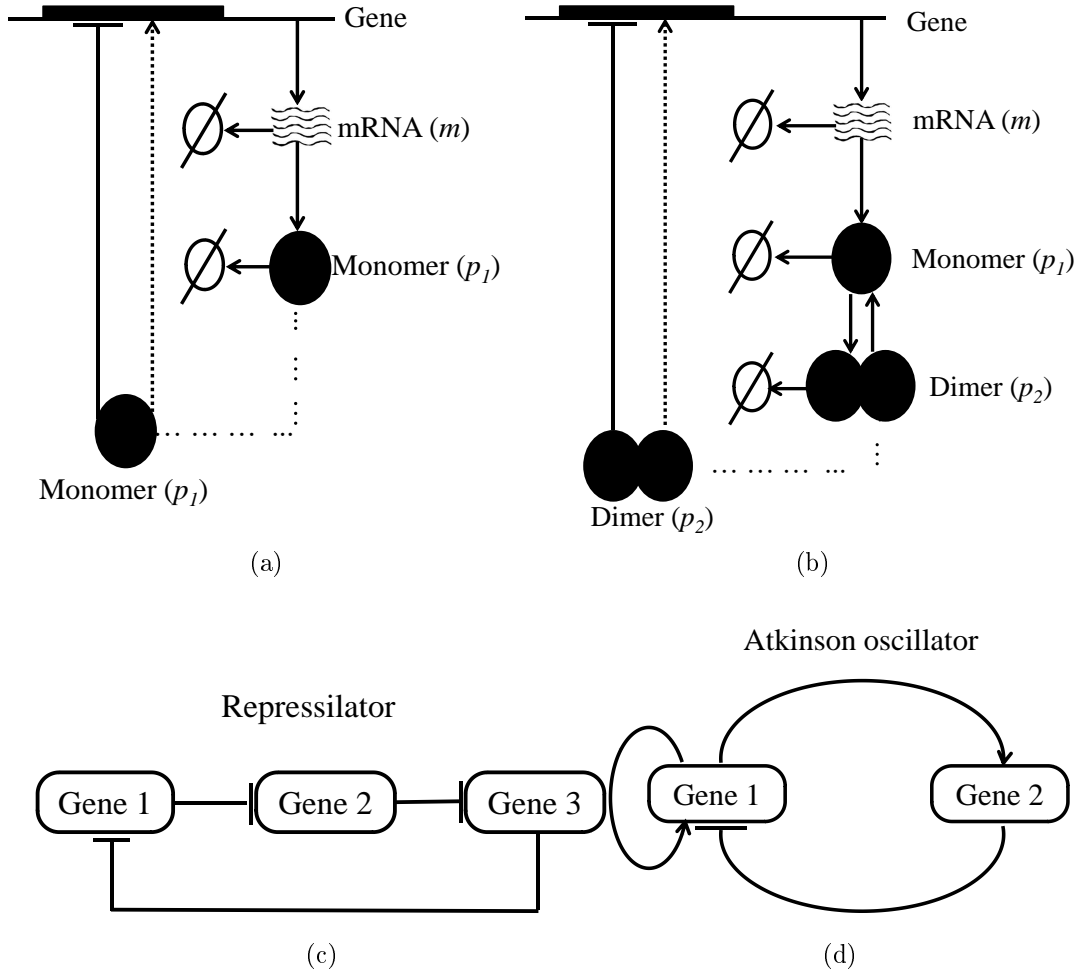 Gene
mRNA (m)
Monomer (p1)
Monomer (p1)
(a)
Gene
mRNA (m)
Monomer (p1)
Dimer (p2)
Dimer (p2)
(b)
Repressilator
Gene 1
Gene 2
Gene 3
(c)
Atkinson oscillator
Gene 1
Gene 2
(d)